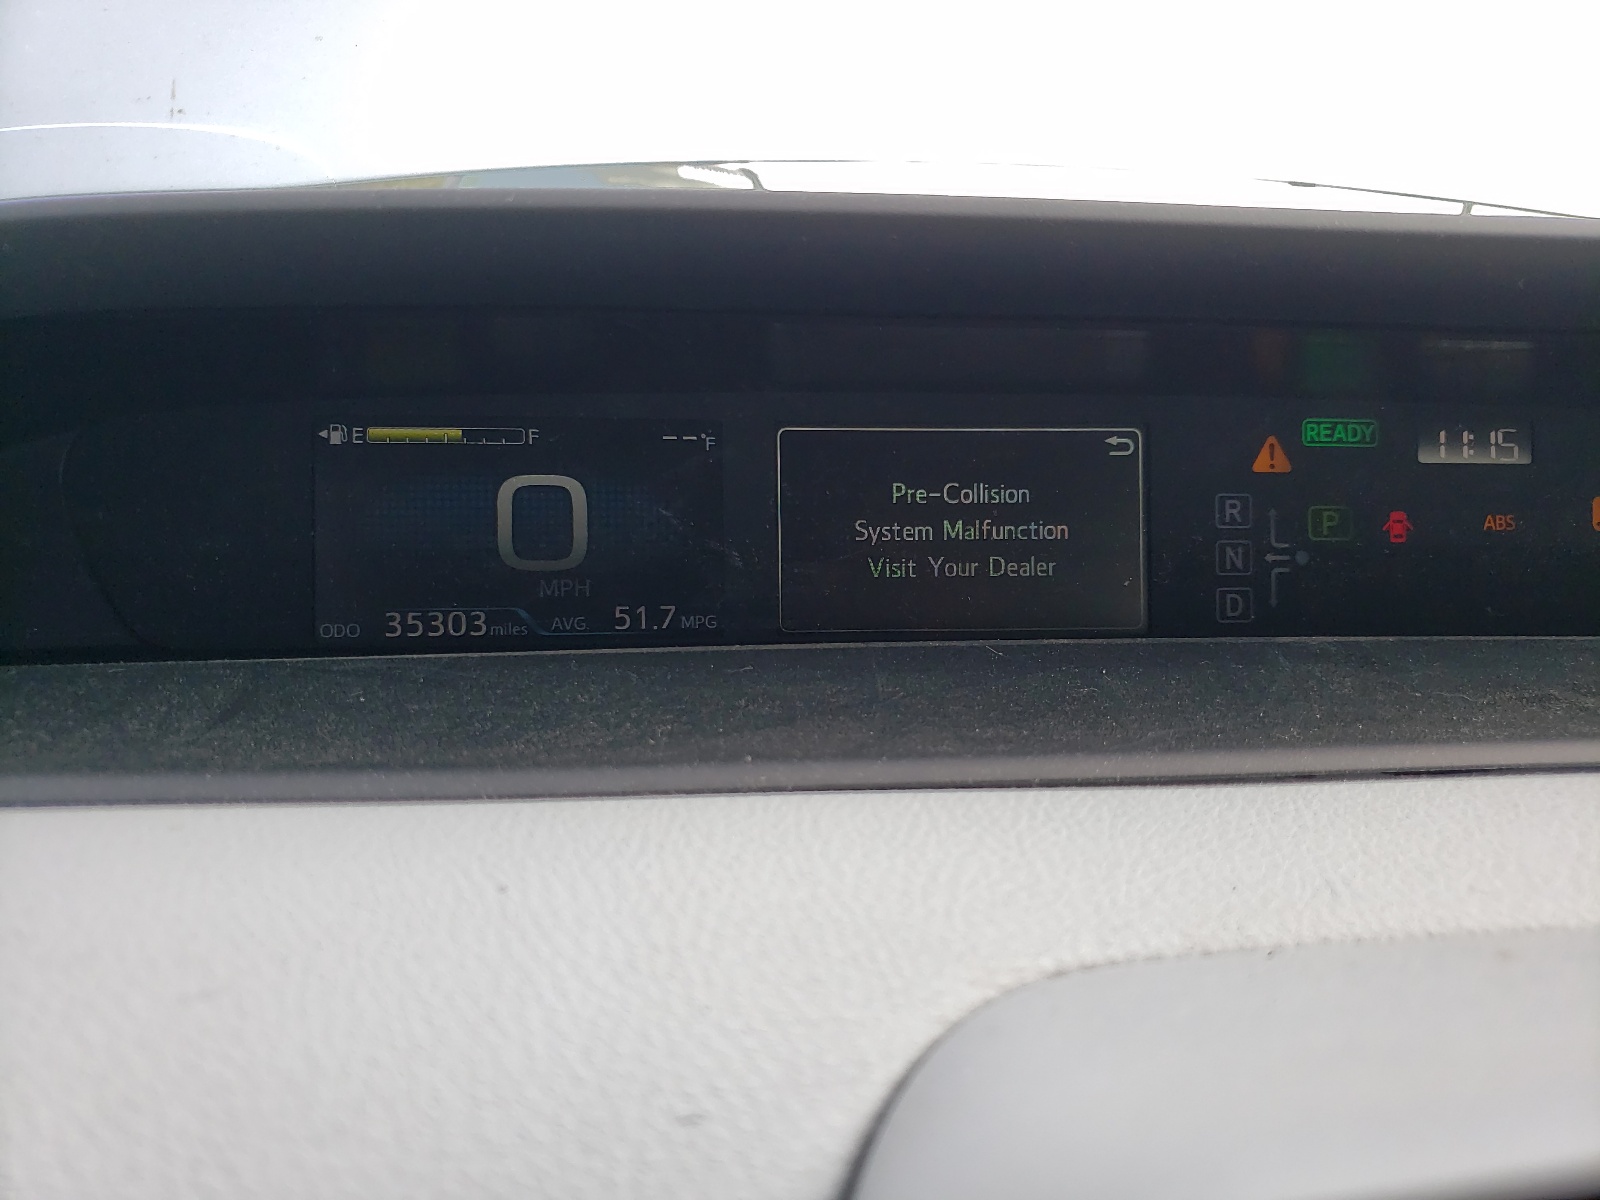 E F --°F
0
MPH
ODO 35303 miles AVG. 51.7 MPG
Pre-Collision
System Malfunction
Visit Your Dealer
READY 11:15
R
N
D
P
ABS